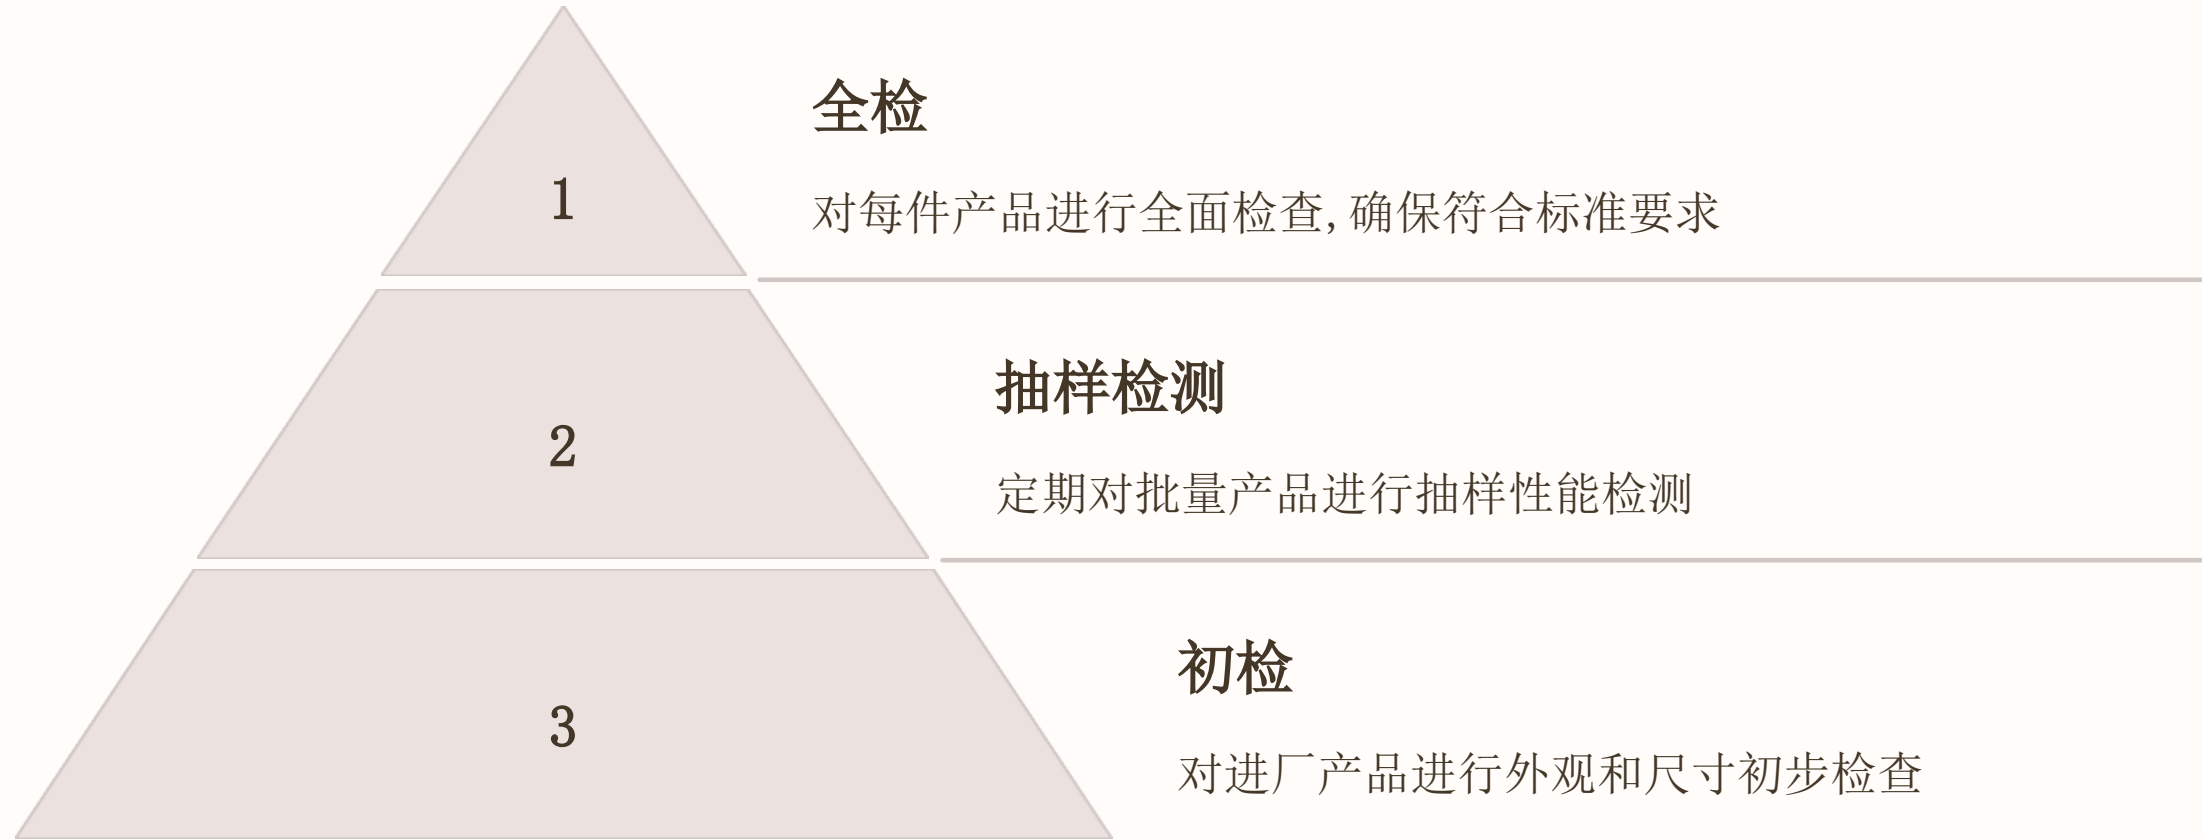 全检
1
对每件产品进行全面检查,确保符合标准要求
抽样检测
2
定期对批量产品进行抽样性能检测
初检
3
对进厂产品进行外观和尺寸初步检查